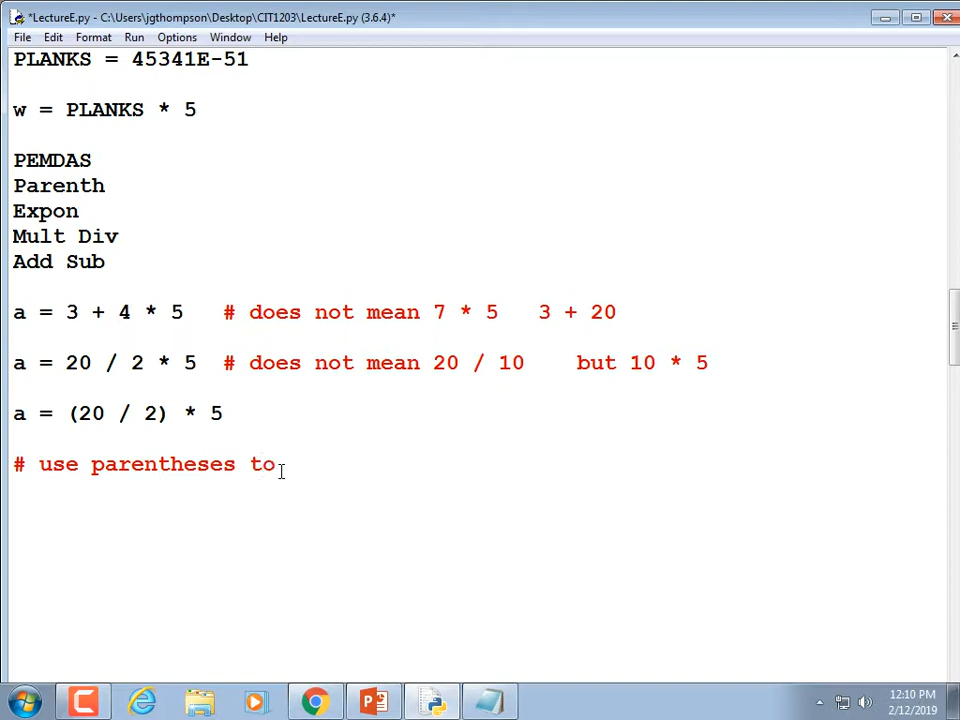 *LectureE.py - C:\Users\jgthompson\Desktop\CIT1203\LectureE.py (3.6.4)*
File Edit Format Run Options Window Help
PLANKS = 45341E-51
w = PLANKS * 5
PEMDAS
Parenth
Expon
Mult Div
Add Sub
a = 3 + 4 * 5   # does not mean 7 * 5   3 + 20
a = 20 / 2 * 5  # does not mean 20 / 10    but 10 * 5
a = (20 / 2) * 5
# use parentheses to
12:10 PM
2/12/2019